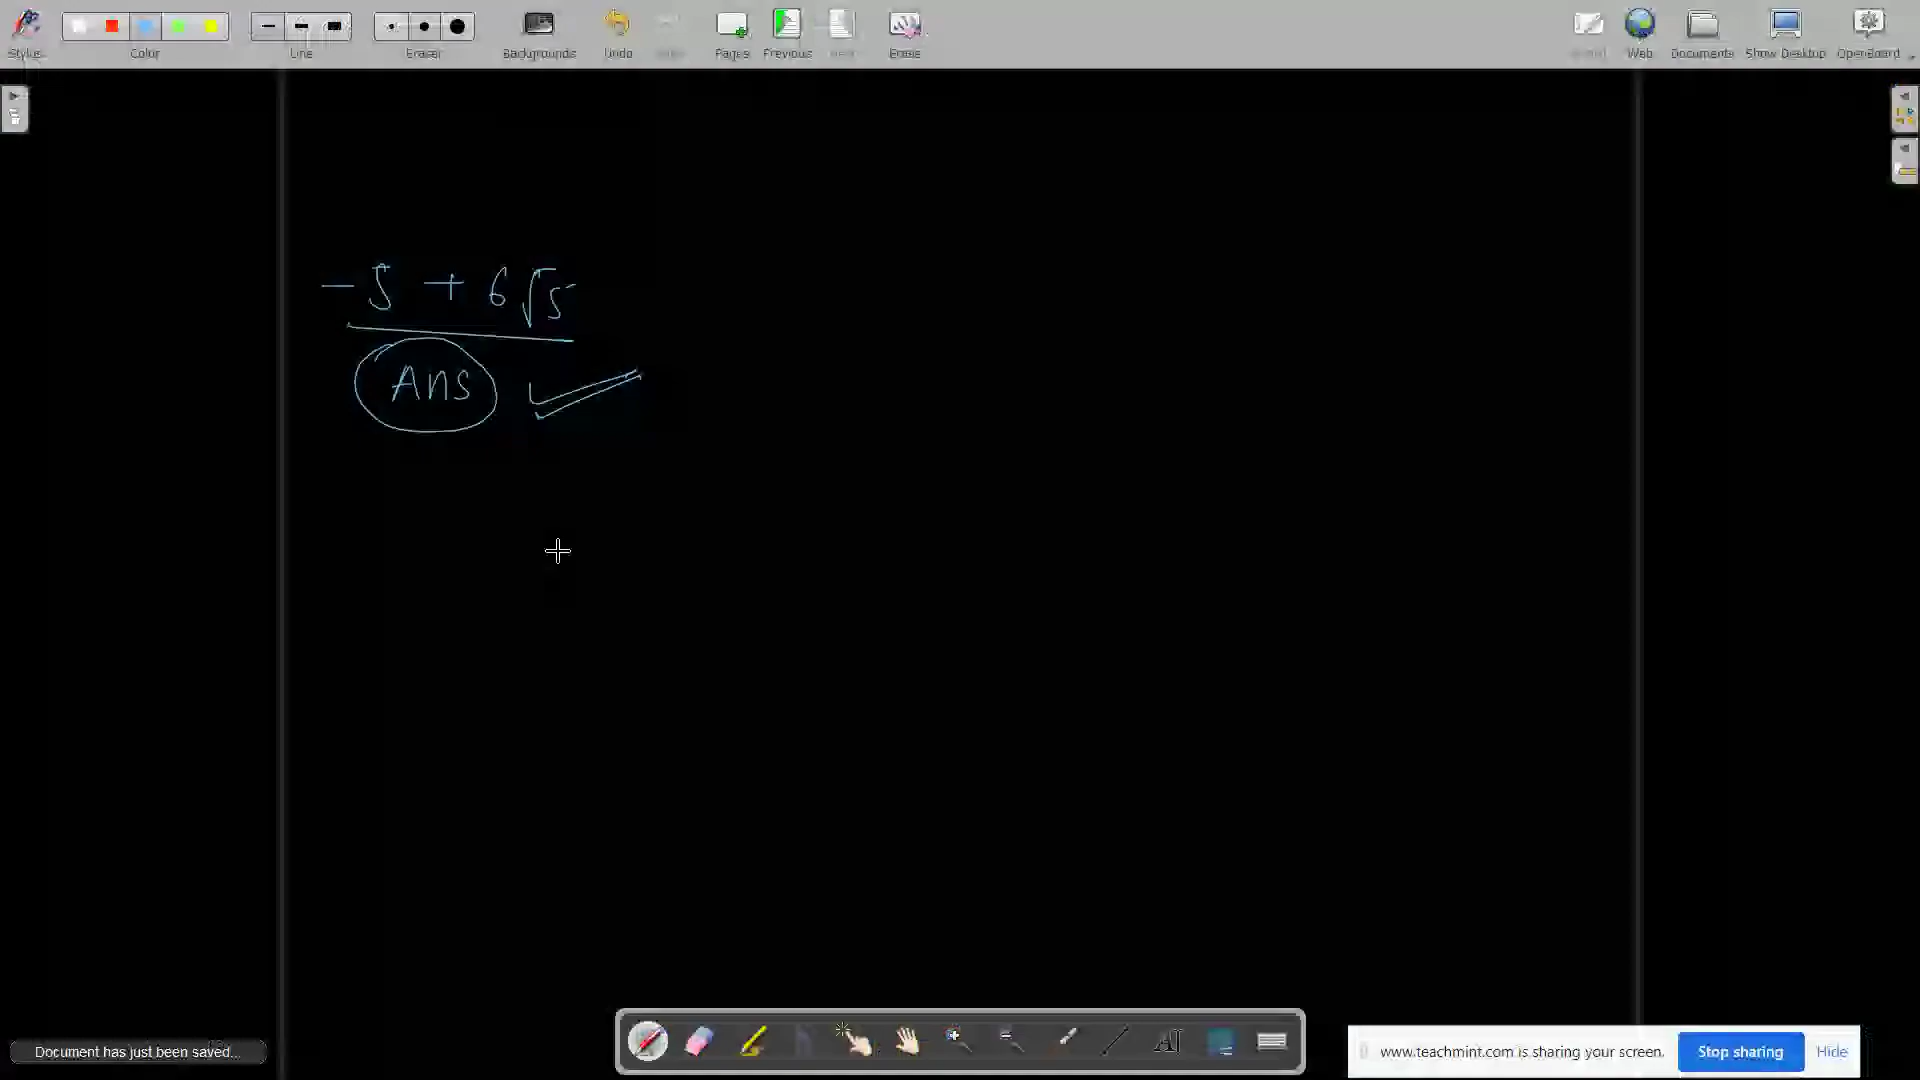 Stylus
Color
Line
Eraser
Backgrounds
Undo
Pages
Previous
Erase
Web
Documents
Show Desktop
OpenBoard
-5 + 6√5
Ans
Document has just been saved...
www.teachmint.com is sharing your screen.
Stop sharing
Hide